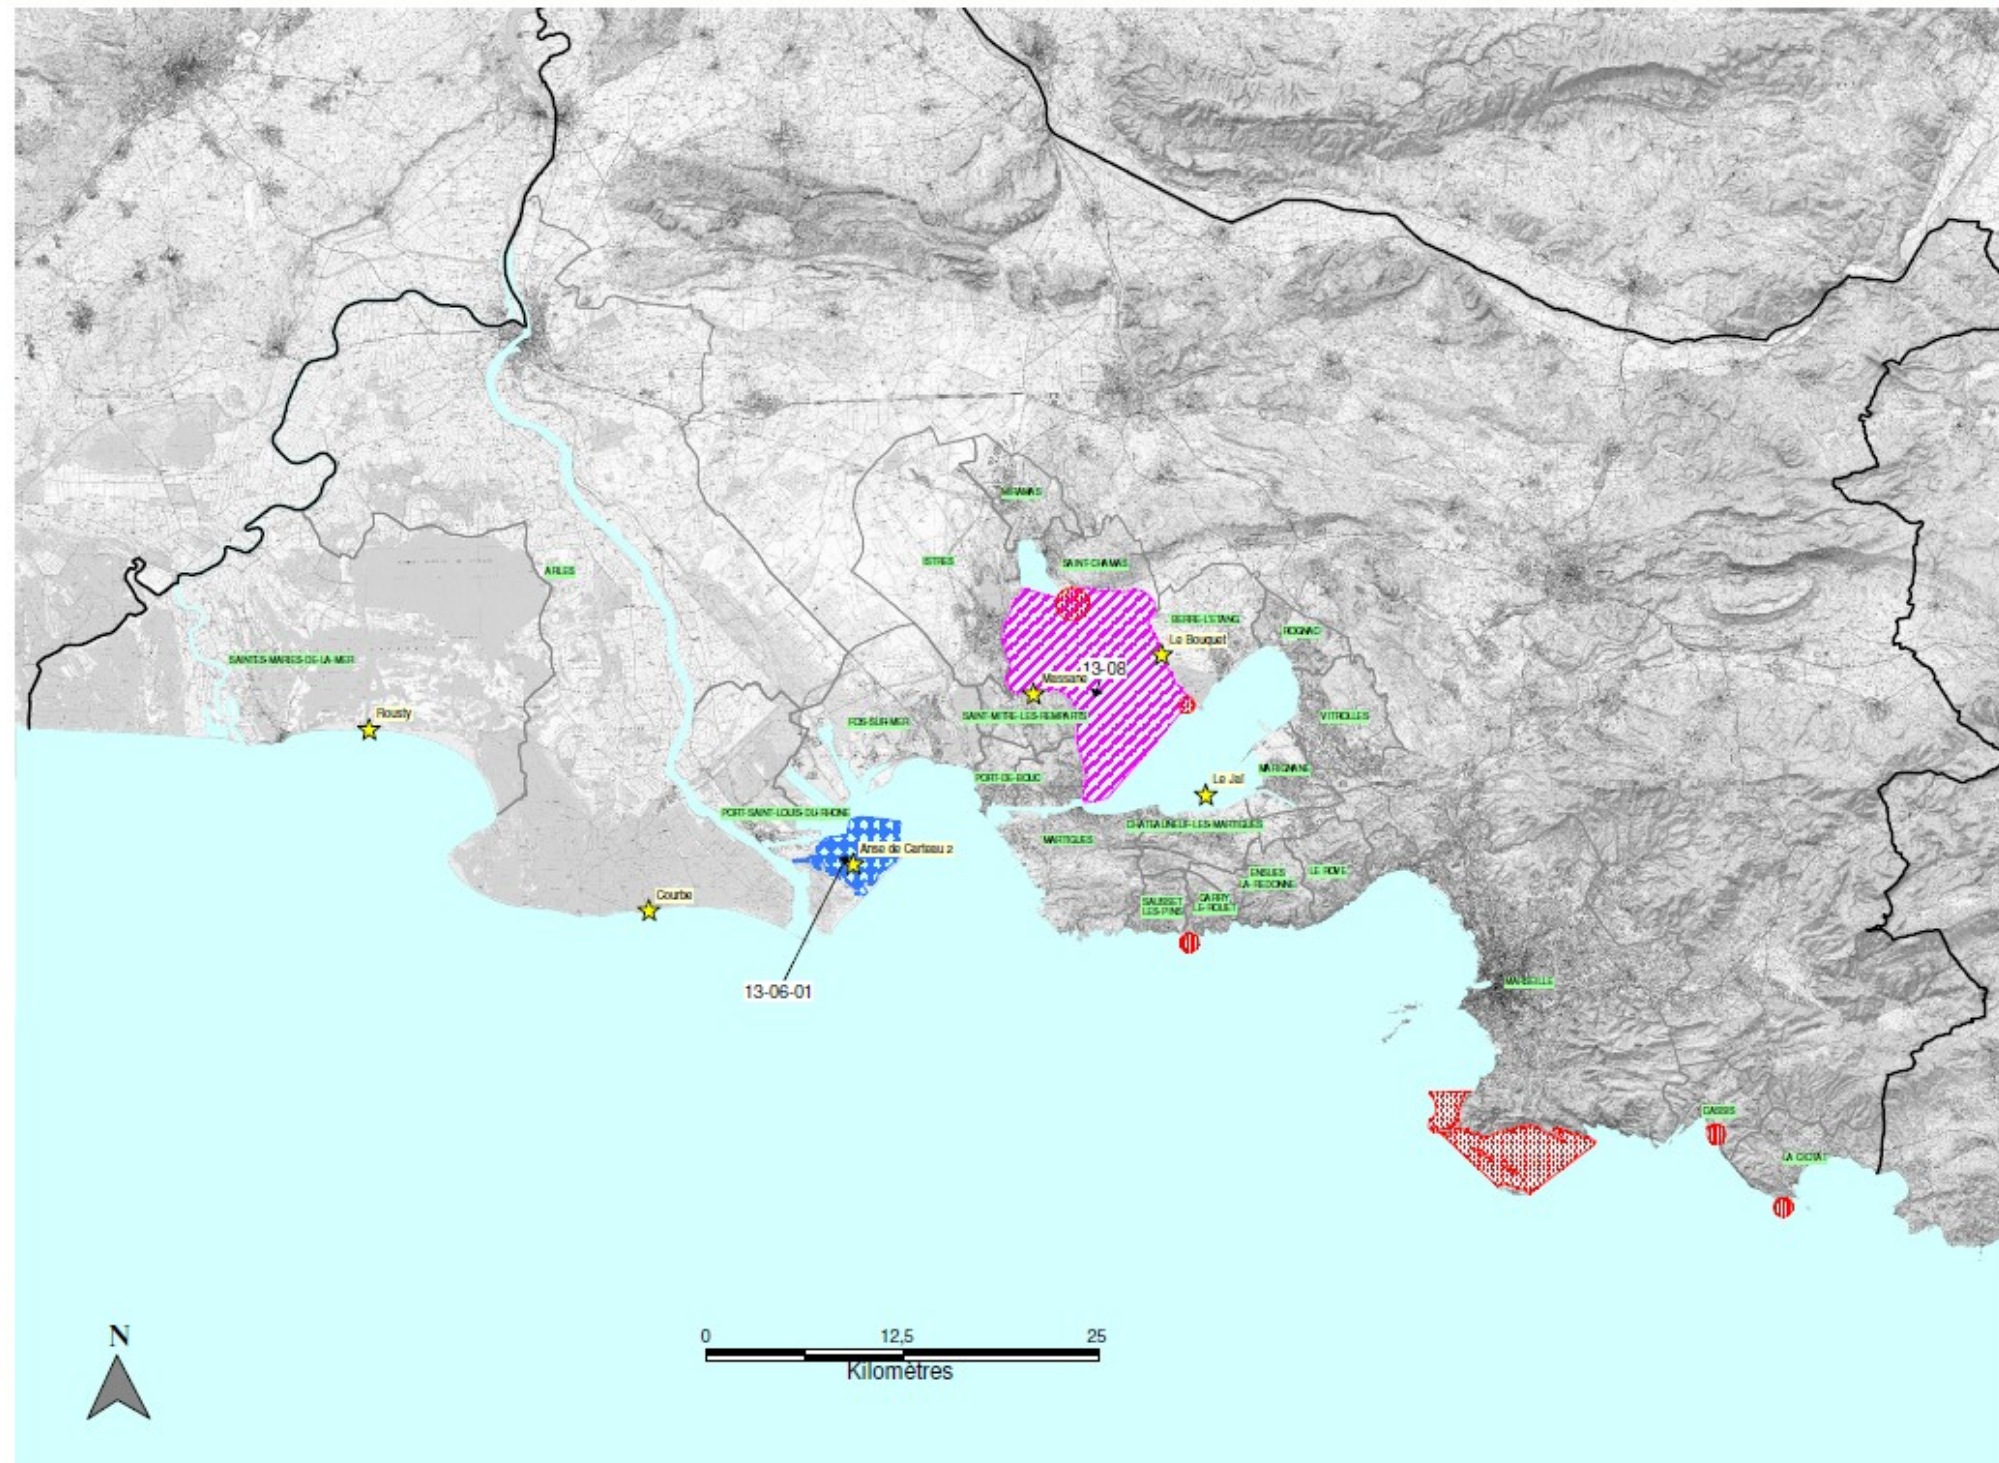 MIRAMAS
ISTRES
SAINT-CHAMAS
ARLES
BERRE-L'ETANG
ROGNAC
Le Bouquet
SAINTES-MARIES-DE-LA-MER
13-08
Massane
Rousty
FOS-SUR-MER
SAINT-MITRE-LES-REMPARTS
VITROLLES
PORT-DE-BOUC
Le Jaï
MARIGNANE
PORT-SAINT-LOUIS-DU-RHONE
CHATEAUNEUF-LES-MARTIGUES
MARTIGUES
Anse de Carteau 2
ENSUES
LA-REDONNE
LE ROVE
Courbe
SAUSSET
LES-PINS
CARRY
LE-ROUET
MARSEILLE
13-06-01
CASSIS
LA CIOTAT
N
0 12,5 25
Kilomètres